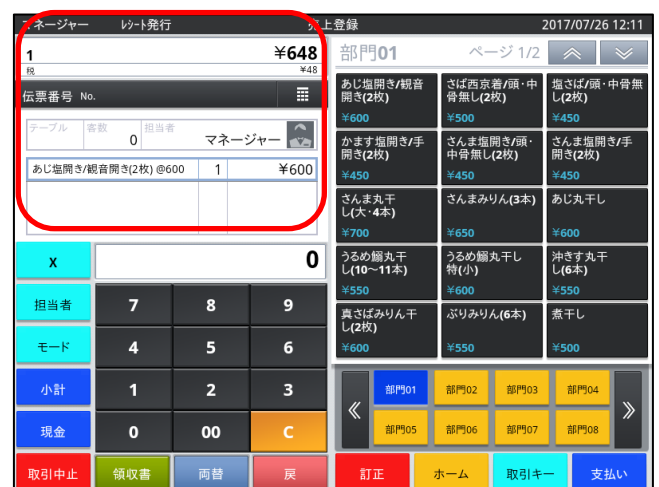 マネージャー レシート発行 売上登録 2017/07/26 12:11
1 ¥648
税 ¥48
伝票番号 No.
テーブル 客数 0 担当者 マネージャー
あじ塩開き/観音開き(2枚) @600 1 ¥600
X 0
担当者 7 8 9
モード 4 5 6
小計 1 2 3
現金 0 00 C
取引中止 領収書 両替 戻
部門01 ページ 1/2
あじ塩開き/観音
開き(2枚)
¥600
さば西京着/頭・中
骨無し(2枚)
¥500
塩さば/頭・中骨無
し(2枚)
¥450
かます塩開き/手
開き(2枚)
¥450
さんま塩開き/頭・
中骨無し(2枚)
¥450
さんま塩開き/手
開き(2枚)
¥450
さんま丸干
し(大・4本)
¥700
さんまみりん(3本)
¥650
あじ丸干し
¥600
うるめ鰯丸干
し(10〜11本)
¥550
うるめ鰯丸干し
特(小)
¥600
沖きす丸干
し(6本)
¥550
真さばみりん干
し(2枚)
¥600
ぶりみりん(6本)
¥550
煮干し
¥500
部門01 部門02 部門03 部門04
部門05 部門06 部門07 部門08
訂正 ホーム 取引キー 支払い